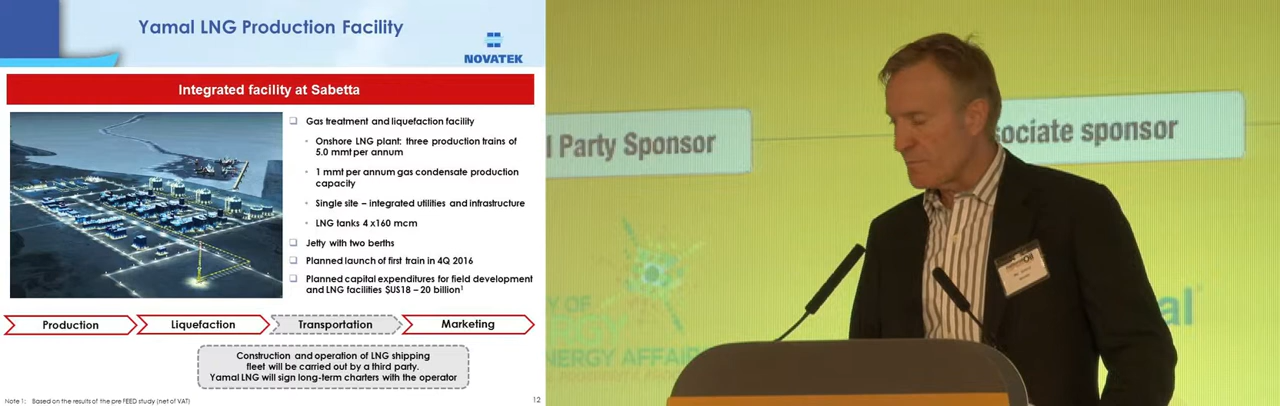 Yamal LNG Production Facility
NOVATEK
Integrated facility at Sabetta
Gas treatment and liquefaction facility
Onshore LNG plant: three production trains of
5.0 mmt per annum
1 mmt per annum gas condensate production
capacity
Single site – integrated utilities and infrastructure
LNG tanks 4 x160 mcm
Jetty with two berths
Planned launch of first train in 4Q 2016
Planned capital expenditures for field development
and LNG facilities $US18 – 20 billion¹
Production
Liquefaction
Transportation
Marketing
Construction and operation of LNG shipping
fleet will be carried out by a third party.
Yamal LNG will sign long-term charters with the operator
Note 1: Based on the results of the pre FEED study (net of VAT)
12
l Party Sponsor
sociate sponsor
Y OF
ERGY
NERGY AFFAI
al
Oil